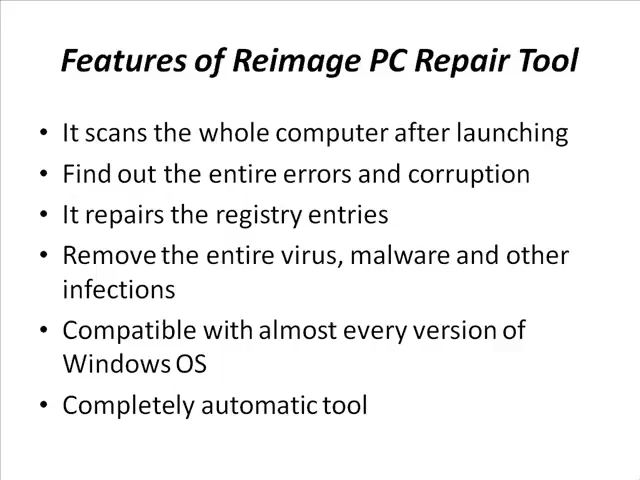 Features of Reimage PC Repair Tool
• It scans the whole computer after launching
• Find out the entire errors and corruption
• It repairs the registry entries
• Remove the entire virus, malware and other
infections
• Compatible with almost every version of
Windows OS
• Completely automatic tool